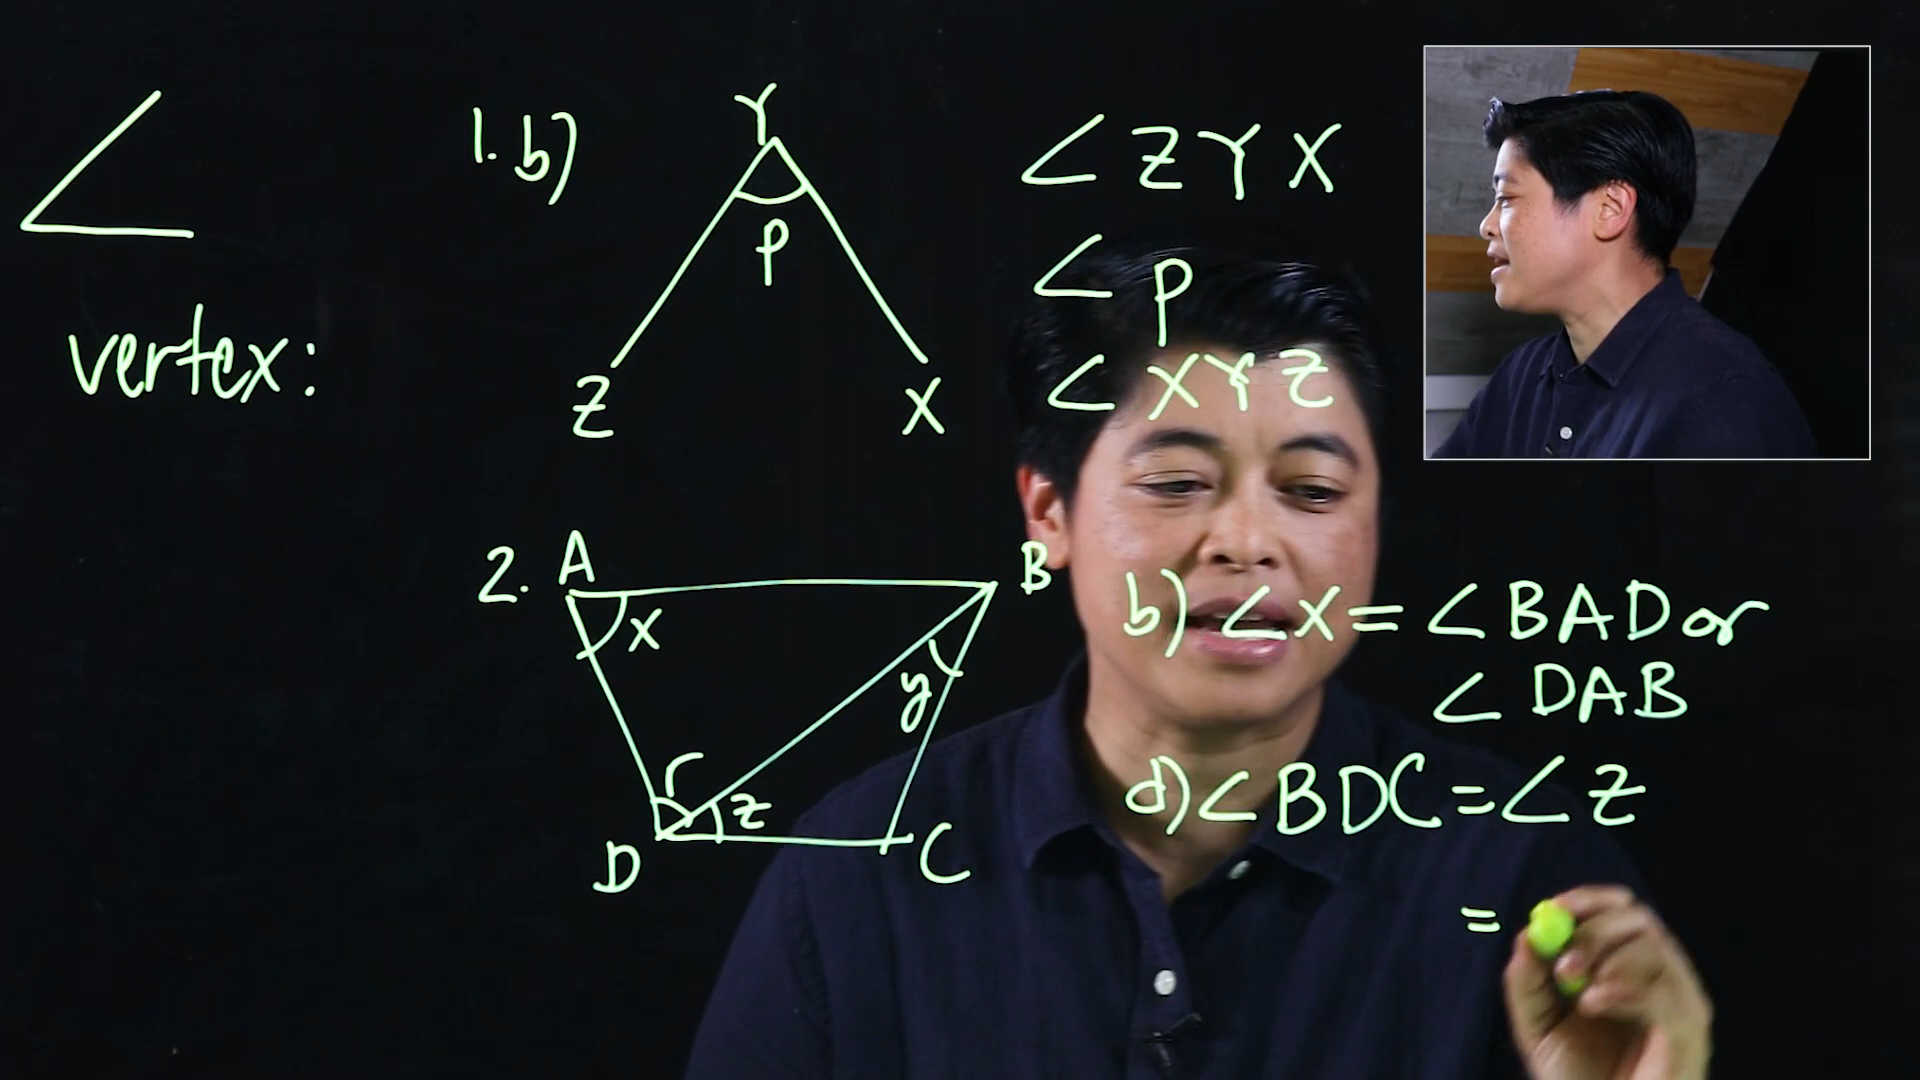 1.b)
Y
p
Z X
∠ZYX
∠p
∠XYZ
vertex:
2.
A B
x
y
r
z
D C
b) ∠x = ∠BAD or
∠DAB
d) ∠BDC = ∠z
=